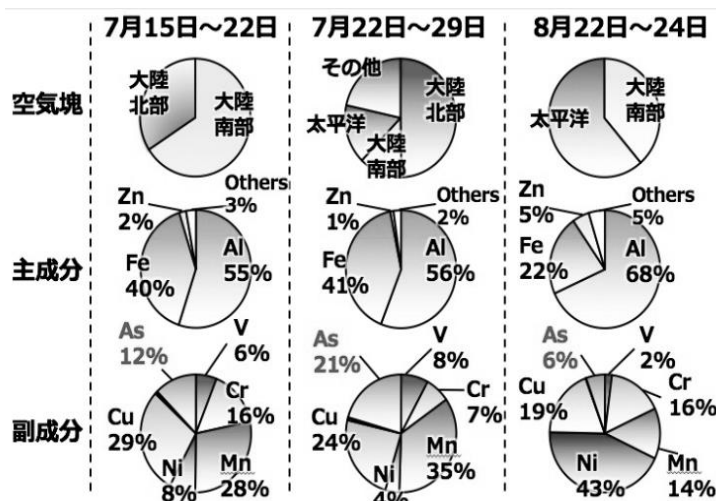 7月15日～22日
7月22日～29日
8月22日～24日
空気塊
大陸
北部
大陸
南部
その他
大陸
北部
太平洋
大陸
南部
太平洋
大陸
南部
主成分
Zn
2%
Others
3%
Fe
40%
Al
55%
Zn
1%
Others
2%
Fe
41%
Al
56%
Zn
5%
Others
5%
Fe
22%
Al
68%
副成分
As
12%
V
6%
Cr
16%
Cu
29%
Ni
8%
Mn
28%
As
21%
V
8%
Cr
7%
Cu
24%
Ni
4%
Mn
35%
As
6%
V
2%
Cr
16%
Cu
19%
Ni
43%
Mn
14%